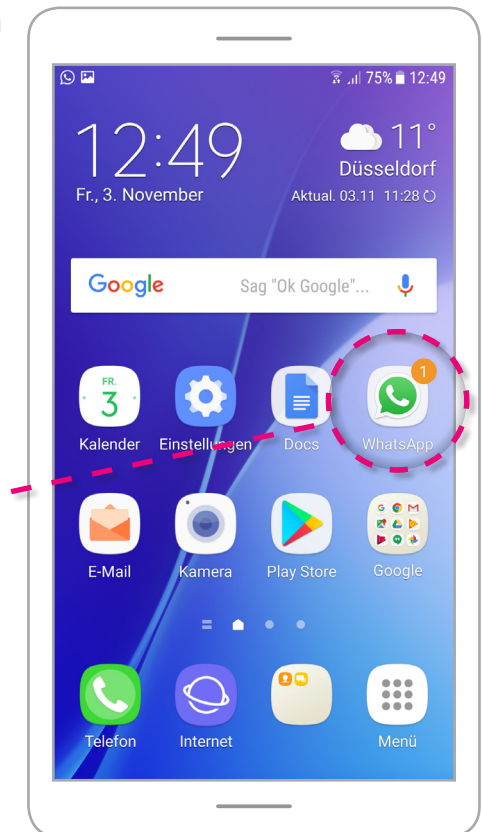 75% 12:49
12:49
11°
Düsseldorf
Fr., 3. November
Aktual. 03.11 11:28
Google
Sag "Ok Google"...
FR.
3
1
Kalender
Einstellungen
Docs
WhatsApp
E-Mail
Kamera
Play Store
Google
Telefon
Internet
Menü